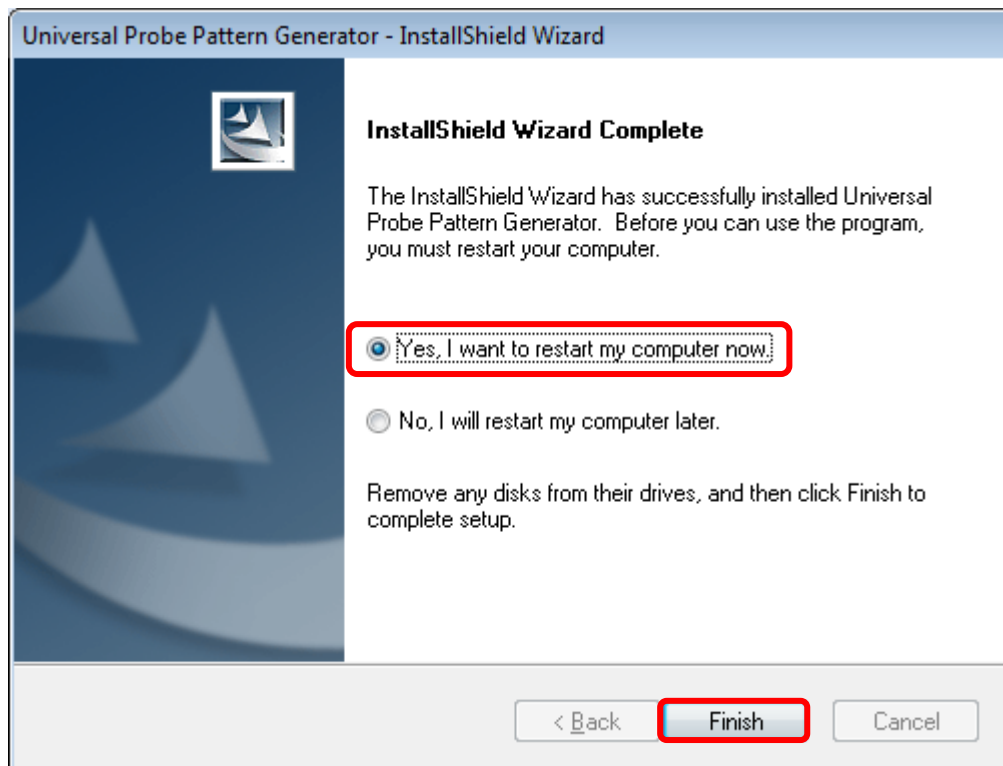 Universal Probe Pattern Generator - InstallShield Wizard
InstallShield Wizard Complete
The InstallShield Wizard has successfully installed Universal
Probe Pattern Generator.  Before you can use the program,
you must restart your computer.
Yes, I want to restart my computer now.
No, I will restart my computer later.
Remove any disks from their drives, and then click Finish to
complete setup.
< Back
Finish
Cancel